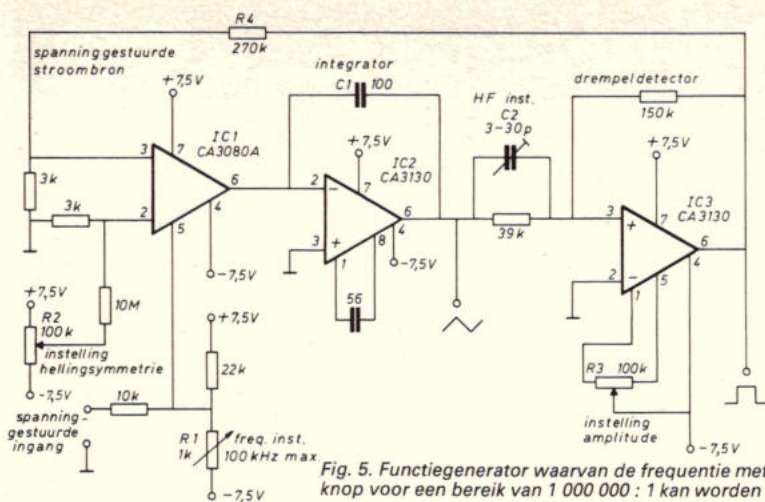 R4
270k
spanninggestuurde
stroombron
+7,5V
IC1
CA3080A
3
7
6
2
5
4
3k
3k
-7,5V
integrator
C1 100
+7,5V
IC2
CA3130
2
7
6
3
4
1
8
-7,5V
56
HF inst.
C2
3-30p
39k
drempeldetector
150k
+7,5V
IC3
CA3130
3
7
6
2
4
1
5
R3 100k
instelling
amplitude
-7,5V
+7,5V
R2
100k
10M
instelling
hellingsymmetrie
-7,5V
+7,5V
22k
10k
spanning-
gestuurde
ingang
R1
1k
freq. inst.
100 kHz max.
-7,5V
Fig. 5. Functiegenerator waarvan de frequentie met
knop voor een bereik van 1 000 000 : 1 kan worden